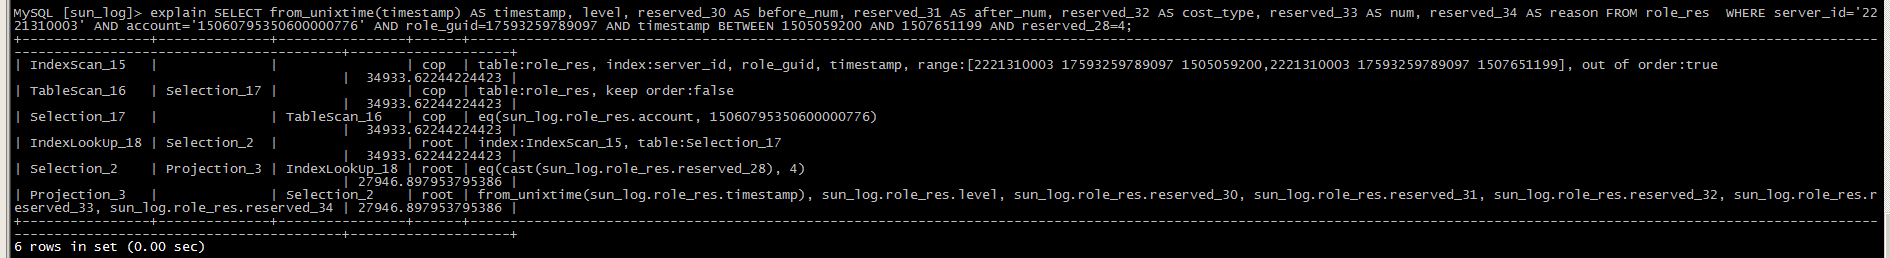 MySQL [sun_log]> explain SELECT from_unixtime(timestamp) AS timestamp, level, reserved_30 AS before_num, reserved_31 AS after_num, reserved_32 AS cost_type, reserved_33 AS num, reserved_34 AS reason FROM role_res  WHERE server_id='22
21310003' AND account='15060795350600000776' AND role_guid=17593259789097 AND timestamp BETWEEN 1505059200 AND 1507651199 AND reserved_28=4;
| IndexScan_15   |              |               | cop  | table:role_res, index:server_id, role_guid, timestamp, range:[2221310003 17593259789097 1505059200,2221310003 17593259789097 1507651199], out of order:true
| 34933.62244224423 |
| TableScan_16   | Selection_17 |               | cop  | table:role_res, keep order:false
| 34933.62244224423 |
| Selection_17   |              | TableScan_16  | cop  | eq(sun_log.role_res.account, 15060795350600000776)
| 34933.62244224423 |
| IndexLookUp_18 | Selection_2  |               | root | index:IndexScan_15, table:Selection_17
| 34933.62244224423 |
| Selection_2    | Projection_3 | IndexLookUp_18 | root | eq(cast(sun_log.role_res.reserved_28), 4)
| 27946.897953795386 |
| Projection_3   |              | Selection_2   | root | from_unixtime(sun_log.role_res.timestamp), sun_log.role_res.level, sun_log.role_res.reserved_30, sun_log.role_res.reserved_31, sun_log.role_res.reserved_32, sun_log.role_res.r
eserved_33, sun_log.role_res.reserved_34 | 27946.897953795386 |
6 rows in set (0.00 sec)